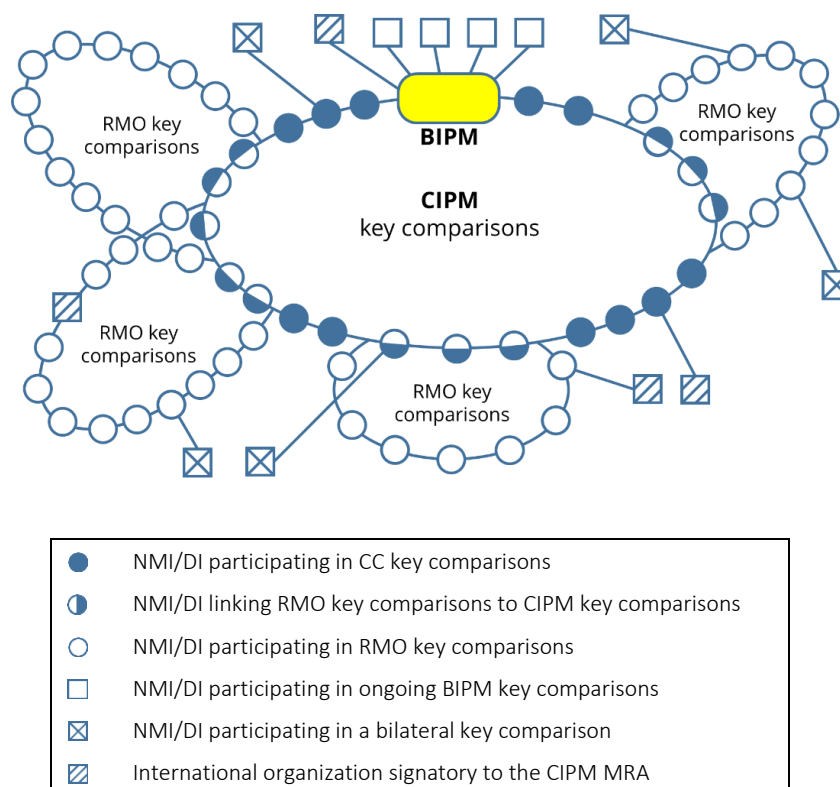 RMO key
comparisons
RMO key
comparisons
BIPM
CIPM
key comparisons
RMO key
comparisons
RMO key
comparisons
NMI/DI participating in CC key comparisons
NMI/DI linking RMO key comparisons to CIPM key comparisons
NMI/DI participating in RMO key comparisons
NMI/DI participating in ongoing BIPM key comparisons
NMI/DI participating in a bilateral key comparison
International organization signatory to the CIPM MRA